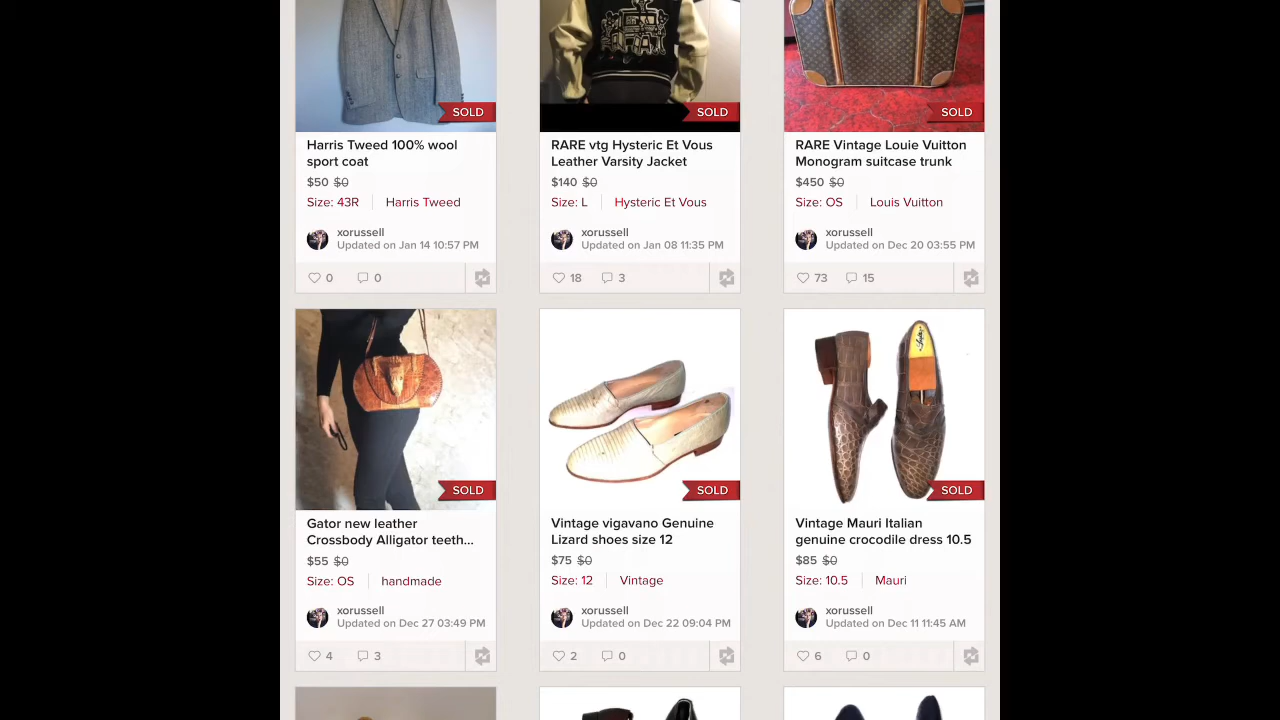 SOLD
SOLD
SOLD
Harris Tweed 100% wool
sport coat
$50 $0
Size: 43R Harris Tweed
xorussell
Updated on Jan 14 10:57 PM
0 0
RARE vtg Hysteric Et Vous
Leather Varsity Jacket
$140 $0
Size: L Hysteric Et Vous
xorussell
Updated on Jan 08 11:35 PM
18 3
RARE Vintage Louie Vuitton
Monogram suitcase trunk
$450 $0
Size: OS Louis Vuitton
xorussell
Updated on Dec 20 03:55 PM
73 15
SOLD
SOLD
SOLD
Gator new leather
Crossbody Alligator teeth...
$55 $0
Size: OS handmade
xorussell
Updated on Dec 27 03:49 PM
4 3
Vintage vigavano Genuine
Lizard shoes size 12
$75 $0
Size: 12 Vintage
xorussell
Updated on Dec 22 09:04 PM
2 0
Vintage Mauri Italian
genuine crocodile dress 10.5
$85 $0
Size: 10.5 Mauri
xorussell
Updated on Dec 11 11:45 AM
6 0